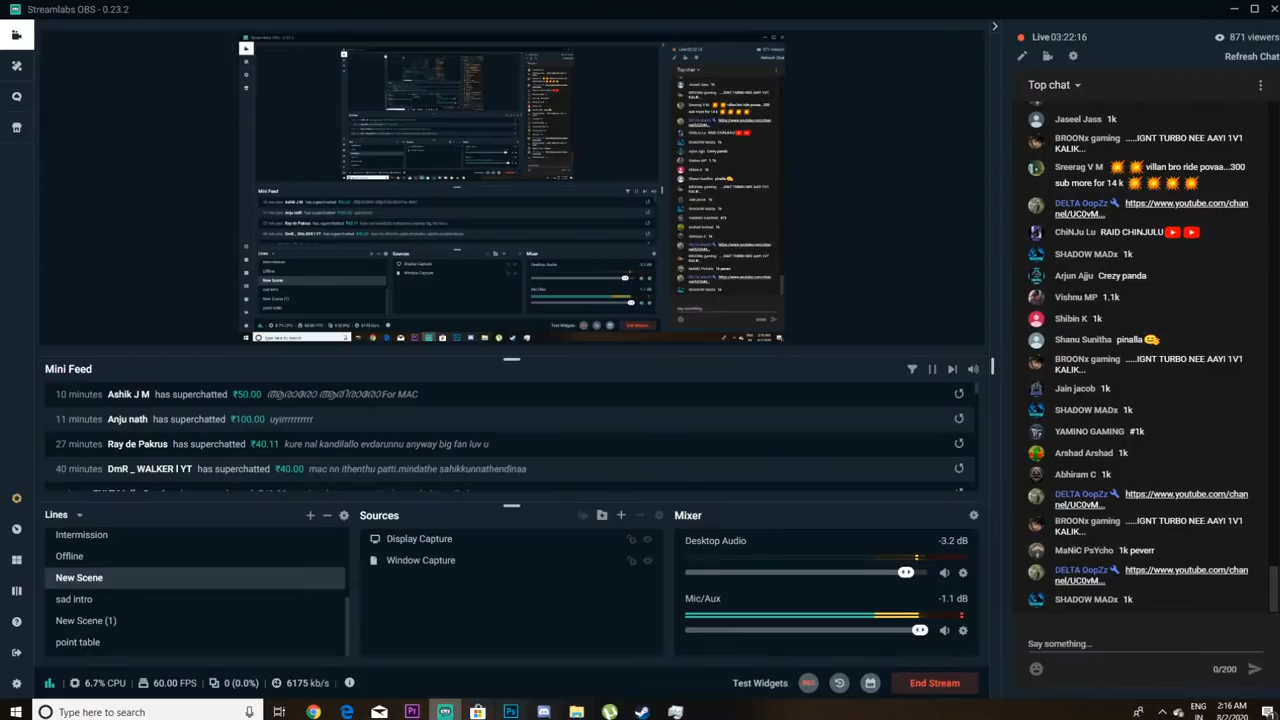 Streamlabs OBS - 0.23.2
Live 03:22:16
871 viewers
Refresh Chat
Top chat
Jaseel Jass 1k
BROONx gaming .....IGNT TURBO NEE AAYI 1V1
KALIK...
Sreerag V M villan bro ride povaa...300
sub more for 14 k
DELTA OopZz https://www.youtube.com/chan
nel/UC0vM...
ChiNJu Lu RAID CHINJULU
SHADOW MADx 1k
Arjun Ajju Crezy panda
Vishnu MP 1,1k
Shibin K 1k
Shanu Sunitha pinalla
BROONx gaming .....IGNT TURBO NEE AAYI 1V1
KALIK...
Jain jacob 1k
SHADOW MADx 1k
YAMINO GAMING #1k
Arshad Arshad 1k
Abhiram C 1k
DELTA OopZz https://www.youtube.com/chan
nel/UC0vM...
BROONx gaming .....IGNT TURBO NEE AAYI 1V1
KALIK...
MaNiC PsYcho 1k peverr
DELTA OopZz https://www.youtube.com/chan
nel/UC0vM...
SHADOW MADx 1k
Say something...
0/200
Mini Feed
10 minutes Ashik J M has superchatted ₹50.00 For MAC
11 minutes Anju nath has superchatted ₹100.00 uyirrrrrrrrrr
27 minutes Ray de Pakrus has superchatted ₹40.11 kure nal kandilallo evdarunnu anyway big fan luv u
40 minutes DmR _ WALKER l YT has superchatted ₹40.00 mac nn ithenthu patti.mindathe sahikkunnathendinaa
Lines
Intermission
Offline
New Scene
sad intro
New Scene (1)
point table
Sources
Display Capture
Window Capture
Mixer
Desktop Audio -3.2 dB
Mic/Aux -1.1 dB
6.7% CPU 60.00 FPS 0 (0.0%) 6175 kb/s
Test Widgets REC End Stream
Type here to search
ENG
IN
2:16 AM
8/2/2020